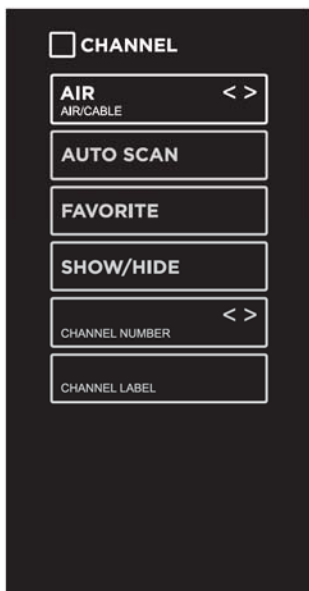 CHANNEL
AIR < >
AIR/CABLE
AUTO SCAN
FAVORITE
SHOW/HIDE
< >
CHANNEL NUMBER
CHANNEL LABEL